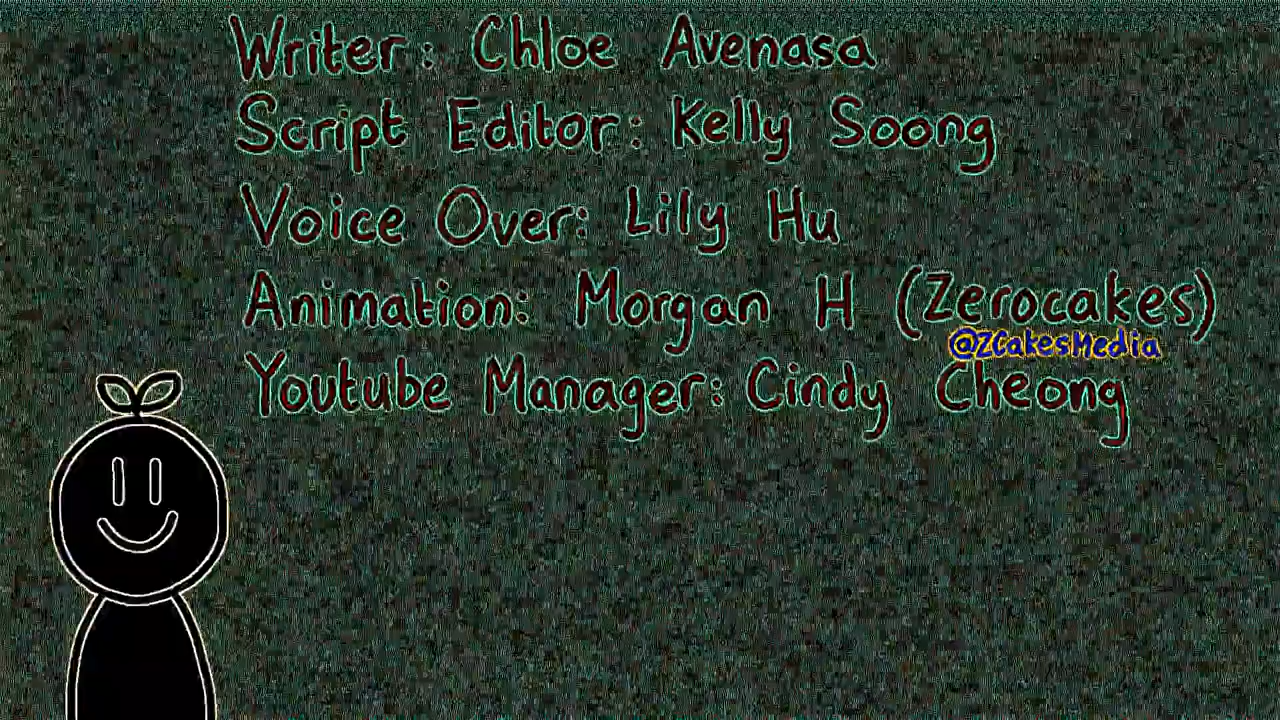 Writer: Chloe Avenasa
Script Editor: Kelly Soong
Voice Over: Lily Hu
Animation: Morgan H (Zerocakes)
@ZCakesMedia
Youtube Manager: Cindy Cheong